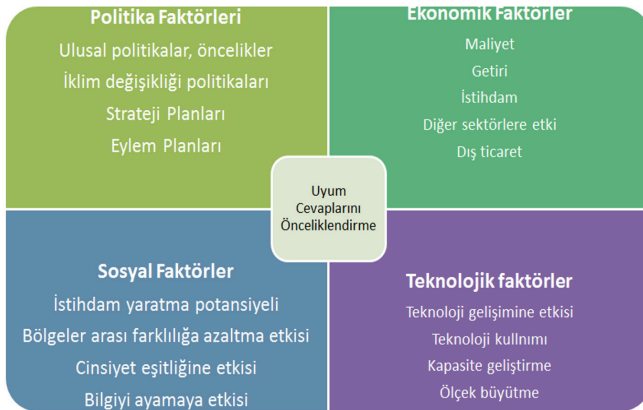 Politika Faktörleri
Ulusal politikalar, öncelikler
İklim değişikliği politikaları
Strateji Planları
Eylem Planları
Ekonomik Faktörler
Maliyet
Getiri
İstihdam
Diğer sektörlere etki
Dış ticaret
Uyum
Cevaplarını
Önceliklendirme
Sosyal Faktörler
İstihdam yaratma potansiyeli
Bölgeler arası farklılığa azaltma etkisi
Cinsiyet eşitliğine etkisi
Bilgiyi ayamaya etkisi
Teknolojik faktörler
Teknoloji gelişimine etkisi
Teknoloji kullnımı
Kapasite geliştirme
Ölçek büyütme